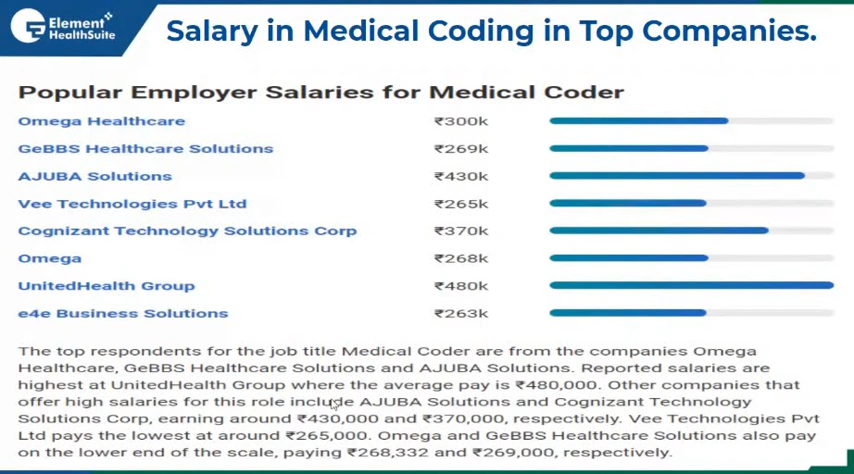 Element
HealthSuite
Salary in Medical Coding in Top Companies.
Popular Employer Salaries for Medical Coder
Omega Healthcare ₹300k
GeBBS Healthcare Solutions ₹269k
AJUBA Solutions ₹430k
Vee Technologies Pvt Ltd ₹265k
Cognizant Technology Solutions Corp ₹370k
Omega ₹268k
UnitedHealth Group ₹480k
e4e Business Solutions ₹263k
The top respondents for the job title Medical Coder are from the companies Omega
Healthcare, GeBBS Healthcare Solutions and AJUBA Solutions. Reported salaries are
highest at UnitedHealth Group where the average pay is ₹480,000. Other companies that
offer high salaries for this role include AJUBA Solutions and Cognizant Technology
Solutions Corp, earning around ₹430,000 and ₹370,000, respectively. Vee Technologies Pvt
Ltd pays the lowest at around ₹265,000. Omega and GeBBS Healthcare Solutions also pay
on the lower end of the scale, paying ₹268,332 and ₹269,000, respectively.